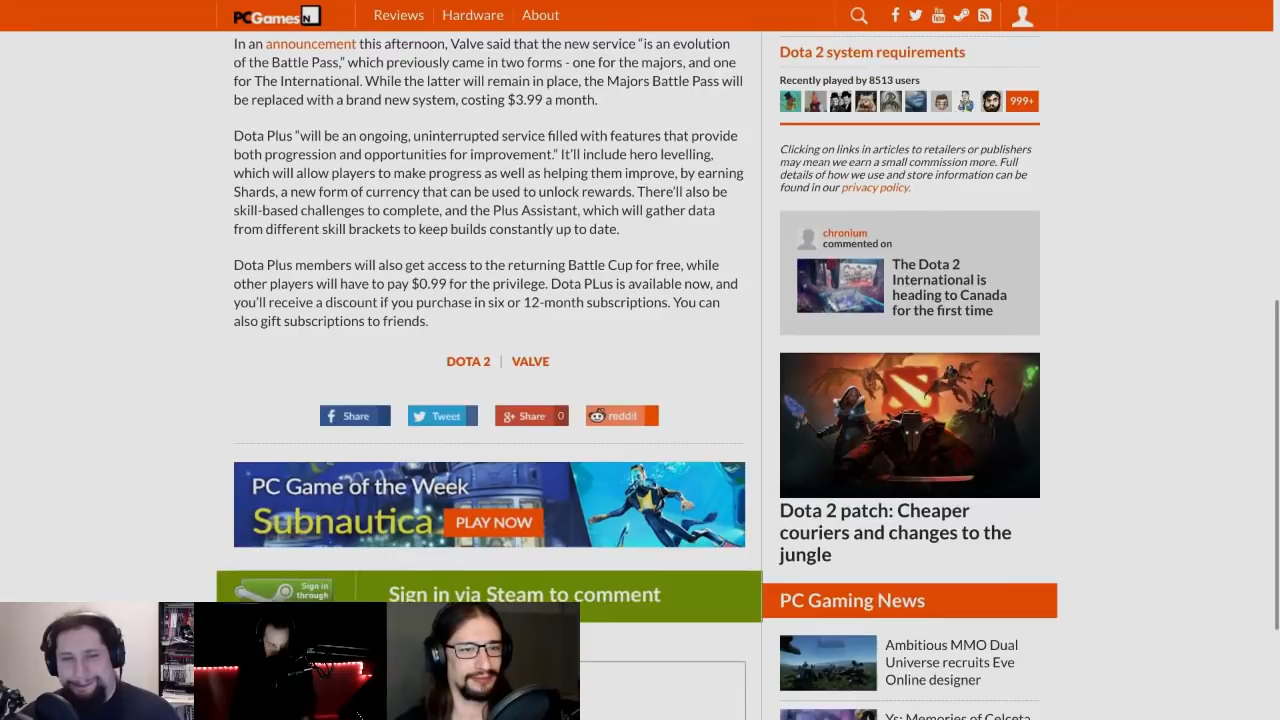 PCGamesN
Reviews
Hardware
About
In an announcement this afternoon, Valve said that the new service “is an evolution
of the Battle Pass,” which previously came in two forms - one for the majors, and one
for The International. While the latter will remain in place, the Majors Battle Pass will
be replaced with a brand new system, costing $3.99 a month.
Dota Plus “will be an ongoing, uninterrupted service filled with features that provide
both progression and opportunities for improvement.” It’ll include hero levelling,
which will allow players to make progress as well as helping them improve, by earning
Shards, a new form of currency that can be used to unlock rewards. There’ll also be
skill-based challenges to complete, and the Plus Assistant, which will gather data
from different skill brackets to keep builds constantly up to date.
Dota Plus members will also get access to the returning Battle Cup for free, while
other players will have to pay $0.99 for the privilege. Dota PLus is available now, and
you’ll receive a discount if you purchase in six or 12-month subscriptions. You can
also gift subscriptions to friends.
DOTA 2 | VALVE
Share
Tweet
g+ Share 0
reddit
PC Game of the Week
Subnautica PLAY NOW
Sign in
through
Sign in via Steam to comment
Dota 2 system requirements
Recently played by 8513 users
999+
Clicking on links in articles to retailers or publishers
may mean we earn a small commission more. Full
details of how we use and store information can be
found in our privacy policy.
chronium
commented on
The Dota 2
International is
heading to Canada
for the first time
Dota 2 patch: Cheaper
couriers and changes to the
jungle
PC Gaming News
Ambitious MMO Dual
Universe recruits Eve
Online designer
Ys: Memories of Celceta